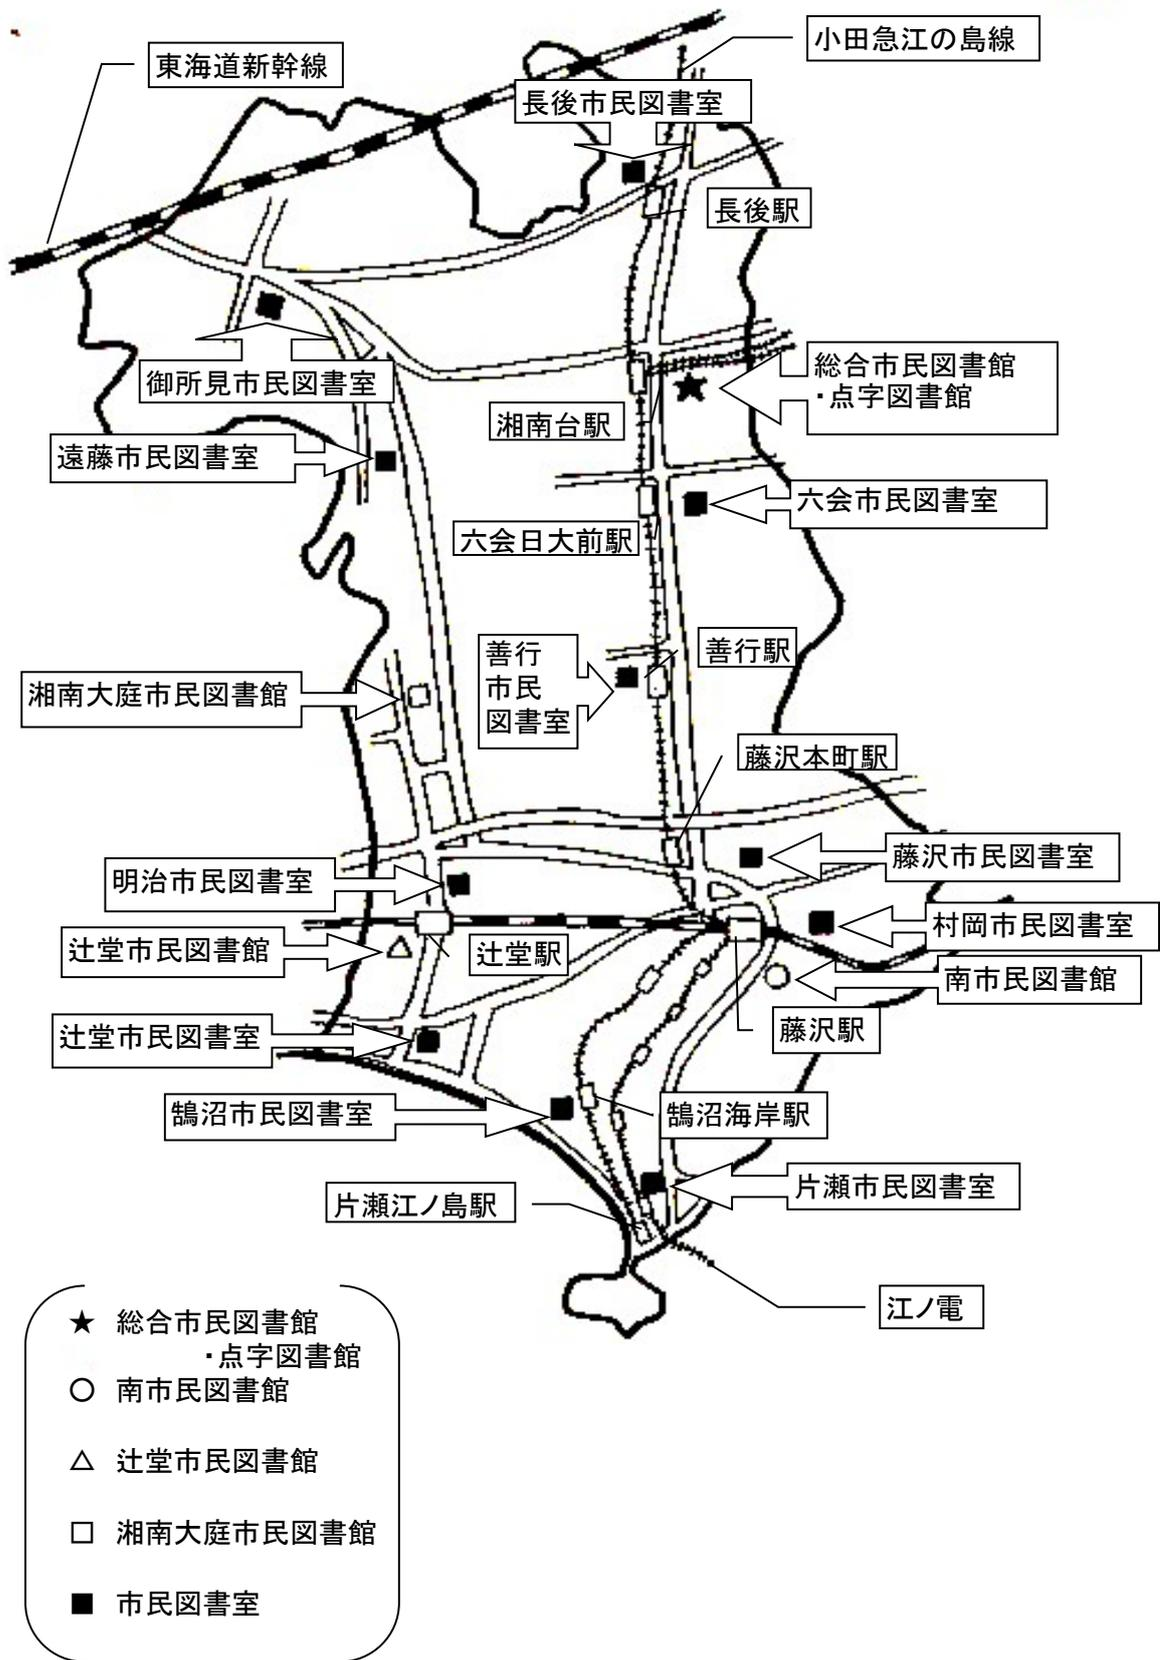 小田急江の島線
東海道新幹線
長後市民図書室
長後駅
総合市民図書館
・点字図書館
御所見市民図書室
湘南台駅
遠藤市民図書室
六会市民図書室
六会日大前駅
善行
市民
図書室
善行駅
湘南大庭市民図書館
藤沢本町駅
藤沢市民図書室
明治市民図書室
村岡市民図書室
辻堂市民図書館
辻堂駅
南市民図書館
辻堂市民図書室
藤沢駅
鵠沼市民図書室
鵠沼海岸駅
片瀬市民図書室
片瀬江ノ島駅
江ノ電
★ 総合市民図書館
・点字図書館
○ 南市民図書館
△ 辻堂市民図書館
□ 湘南大庭市民図書館
■ 市民図書室